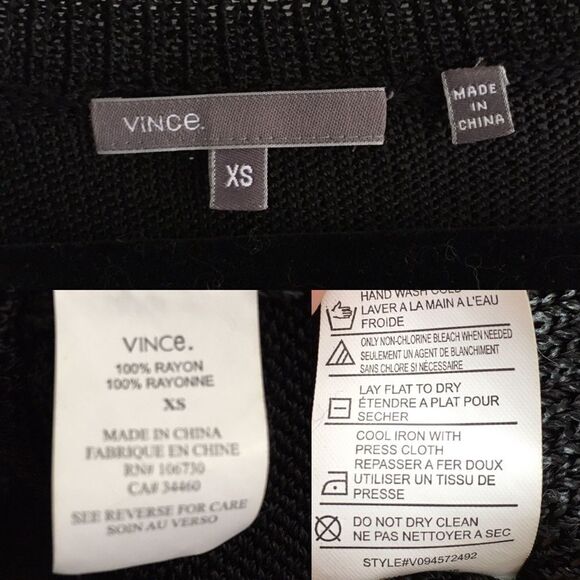 VINCE.
XS
MADE
IN
CHINA
VINCE.
100% RAYON
100% RAYONNE
XS
MADE IN CHINA
FABRIQUE EN CHINE
RN# 106730
CA# 34460
SEE REVERSE FOR CARE
SOIN AU VERSO
HAND WASH COLD
LAVER A LA MAIN A L'EAU
FROIDE
ONLY NON-CHLORINE BLEACH WHEN NEEDED
SEULEMENT UN AGENT DE BLANCHIMENT
SANS CHLORE SI NÉCESSAIRE
LAY FLAT TO DRY
ÉTENDRE A PLAT POUR
SECHER
COOL IRON WITH
PRESS CLOTH
REPASSER A FER DOUX
UTILISER UN TISSU DE
PRESSE
DO NOT DRY CLEAN
NE PAS NETTOYER A SEC
STYLE#V094572492